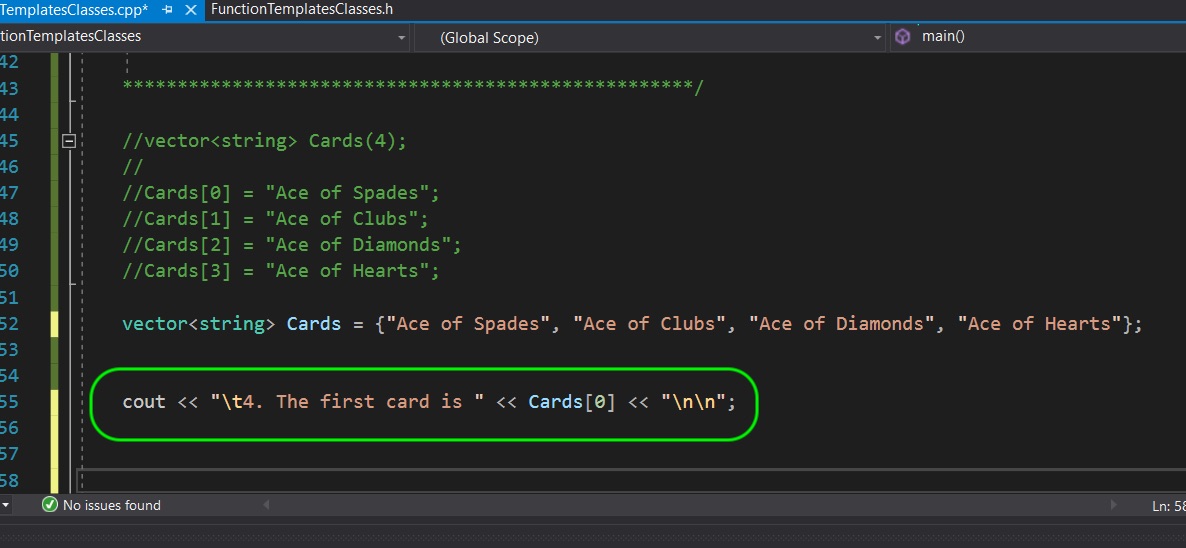 TemplatesClasses.cpp*
FunctionTemplatesClasses.h
tionTemplatesClasses
(Global Scope)
main()
42
43 ****************************************************/
44
45 //vector<string> Cards(4);
46 //
47 //Cards[0] = "Ace of Spades";
48 //Cards[1] = "Ace of Clubs";
49 //Cards[2] = "Ace of Diamonds";
50 //Cards[3] = "Ace of Hearts";
51
52 vector<string> Cards = {"Ace of Spades", "Ace of Clubs", "Ace of Diamonds", "Ace of Hearts"};
53
54
55 cout << "\t4. The first card is " << Cards[0] << "\n\n";
56
57
58
No issues found
Ln: 58